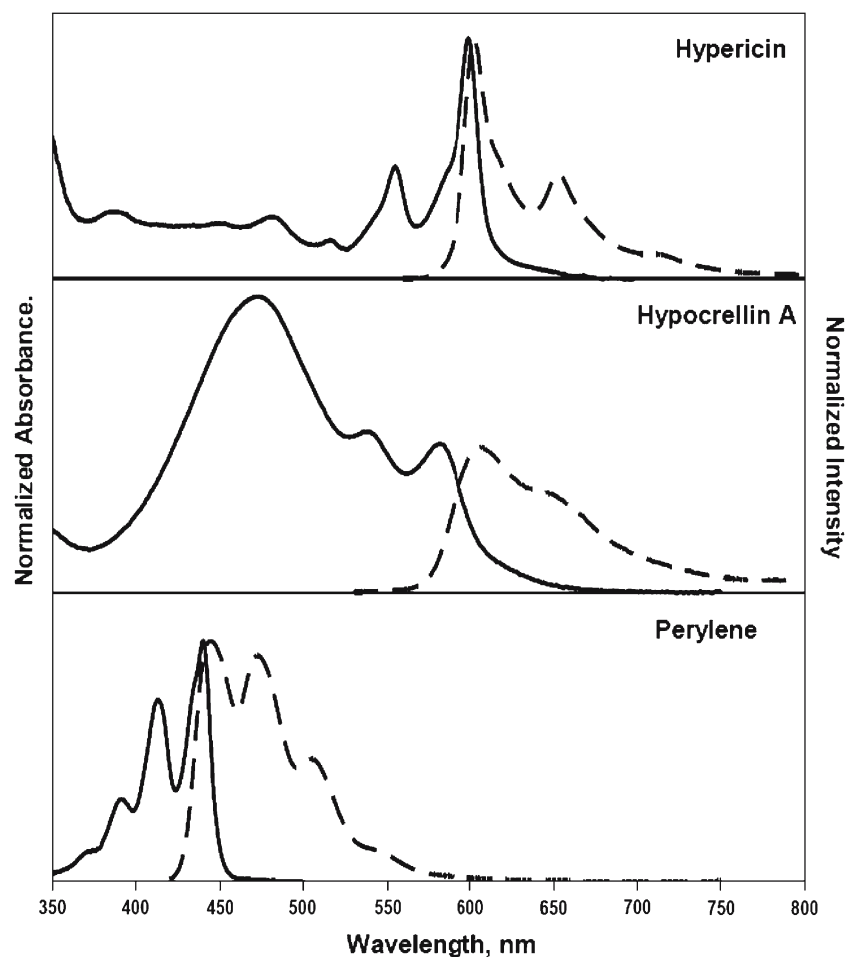 Hypericin
Hypocrellin A
Perylene
Normalized Absorbance.
Normalized Intensity
350 400 450 500 550 600 650 700 750 800
Wavelength, nm